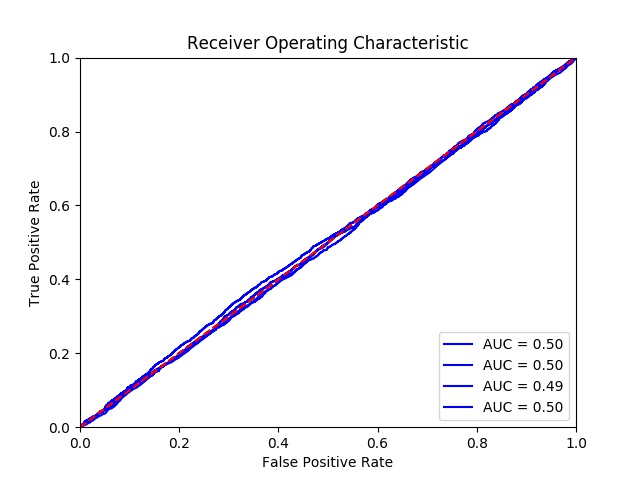 Receiver Operating Characteristic
True Positive Rate
1.0
0.8
0.6
0.4
0.2
0.0
AUC = 0.50
AUC = 0.50
AUC = 0.49
AUC = 0.50
0.0 0.2 0.4 0.6 0.8 1.0
False Positive Rate